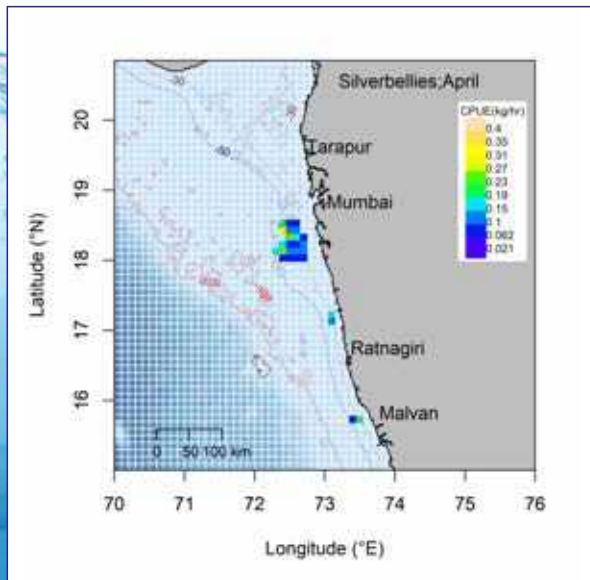 Silverbellies;April
CPUE(kg/hr)
0.4
0.35
0.31
0.27
0.23
0.19
0.15
0.1
0.062
0.021
Tarapur
Mumbai
Ratnagiri
Malvan
-50
20
19
18
17
16
Latitude (°N)
0 50 100 km
70 71 72 73 74 75 76
Longitude (°E)